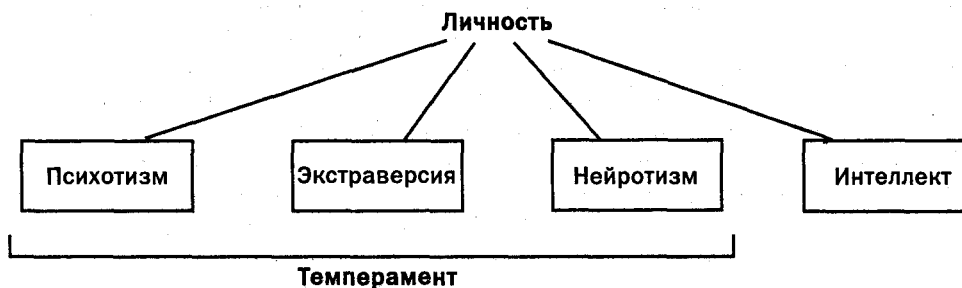 Личность
Психотизм Экстраверсия Нейротизм Интеллект
Темперамент